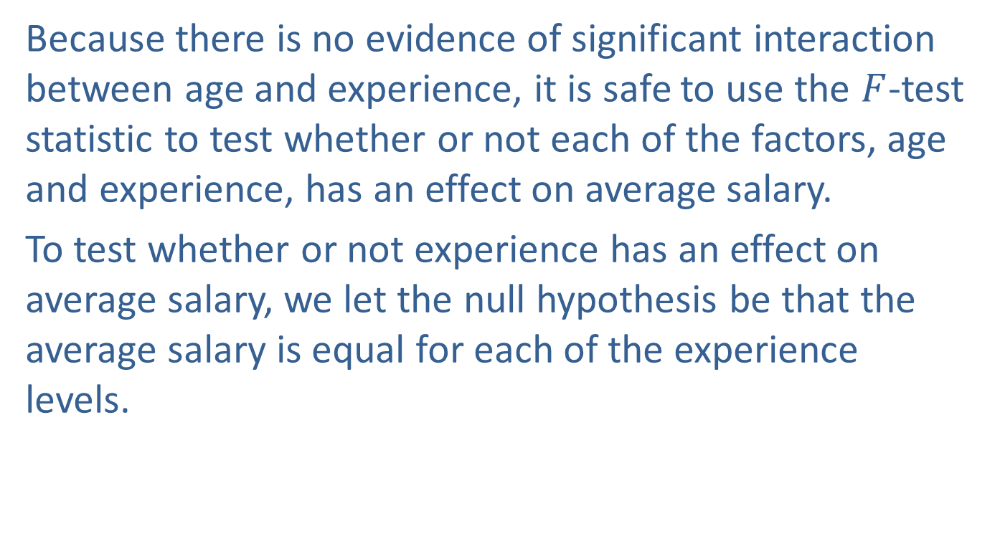 Because there is no evidence of significant interaction
between age and experience, it is safe to use the F-test
statistic to test whether or not each of the factors, age
and experience, has an effect on average salary.
To test whether or not experience has an effect on
average salary, we let the null hypothesis be that the
average salary is equal for each of the experience
levels.